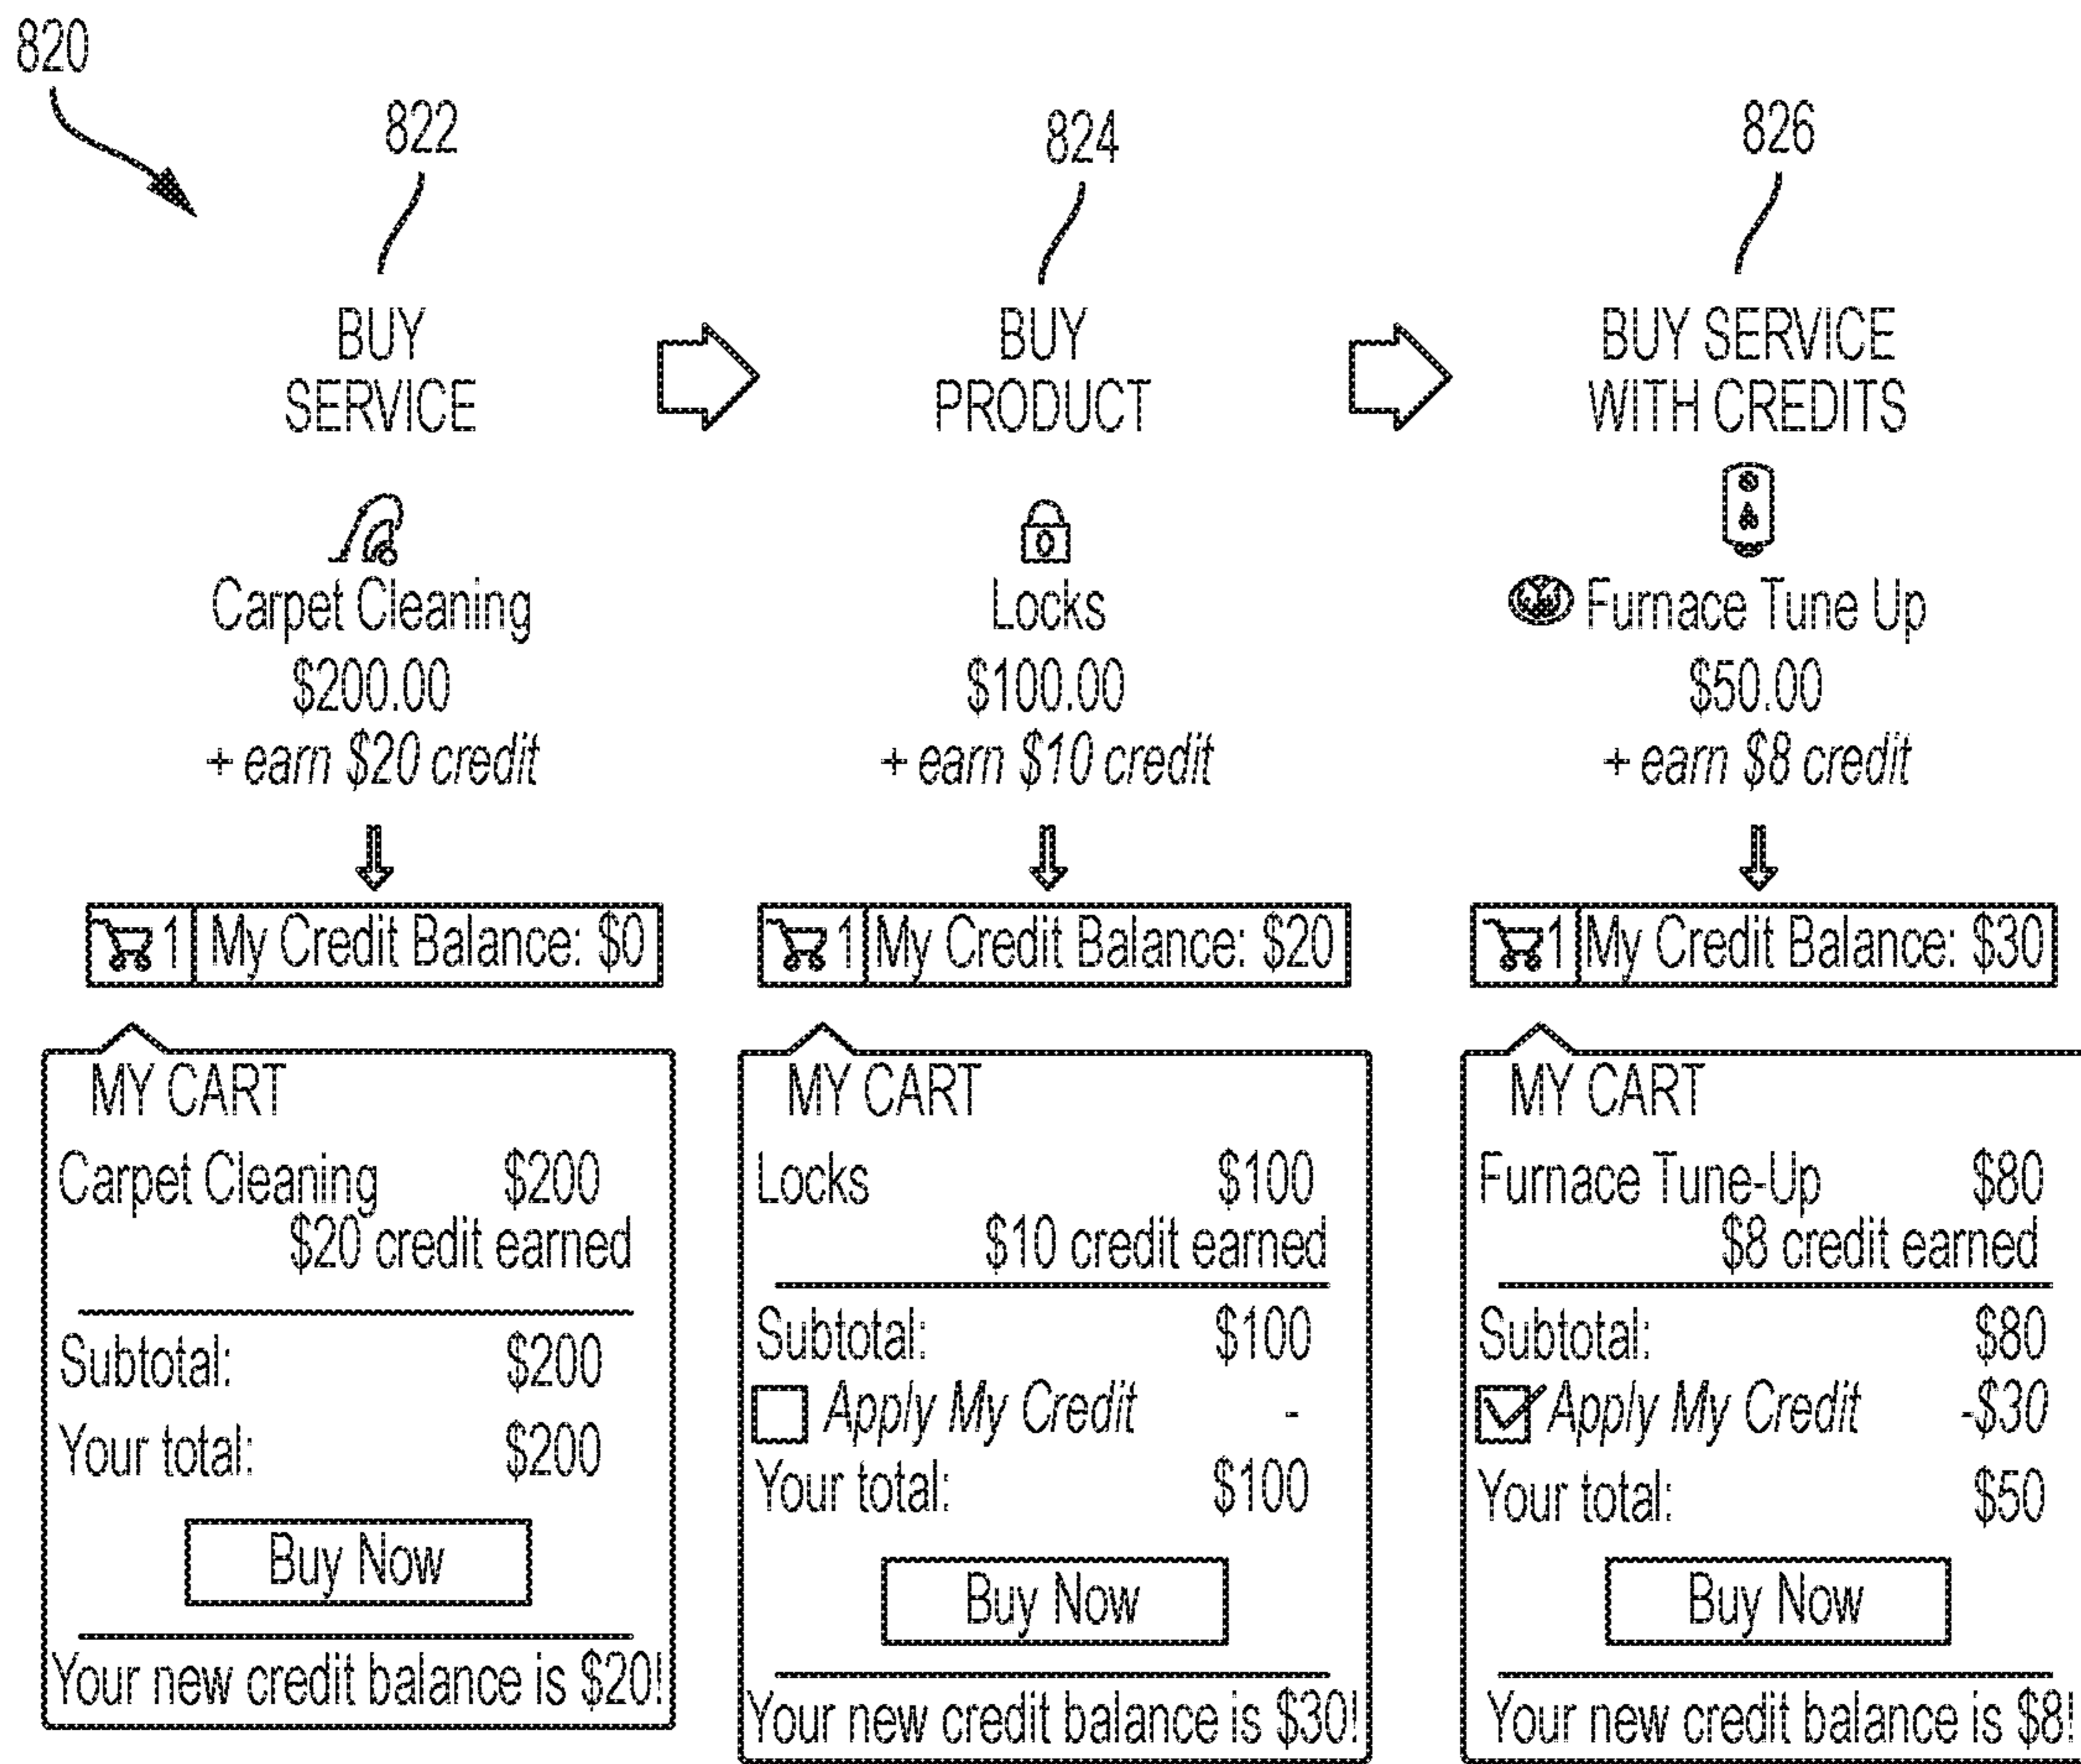 820
822
BUY
SERVICE
Carpet Cleaning
$200.00
+ earn $20 credit
1 My Credit Balance: $0
MY CART
Carpet Cleaning $200
$20 credit earned
Subtotal: $200
Your total: $200
Buy Now
Your new credit balance is $20!
824
BUY
PRODUCT
Locks
$100.00
+ earn $10 credit
1 My Credit Balance: $20
MY CART
Locks $100
$10 credit earned
Subtotal: $100
Apply My Credit -
Your total: $100
Buy Now
Your new credit balance is $30!
826
BUY SERVICE
WITH CREDITS
Furnace Tune Up
$50.00
+ earn $8 credit
1 My Credit Balance: $30
MY CART
Furnace Tune-Up $80
$8 credit earned
Subtotal: $80
Apply My Credit -$30
Your total: $50
Buy Now
Your new credit balance is $8!